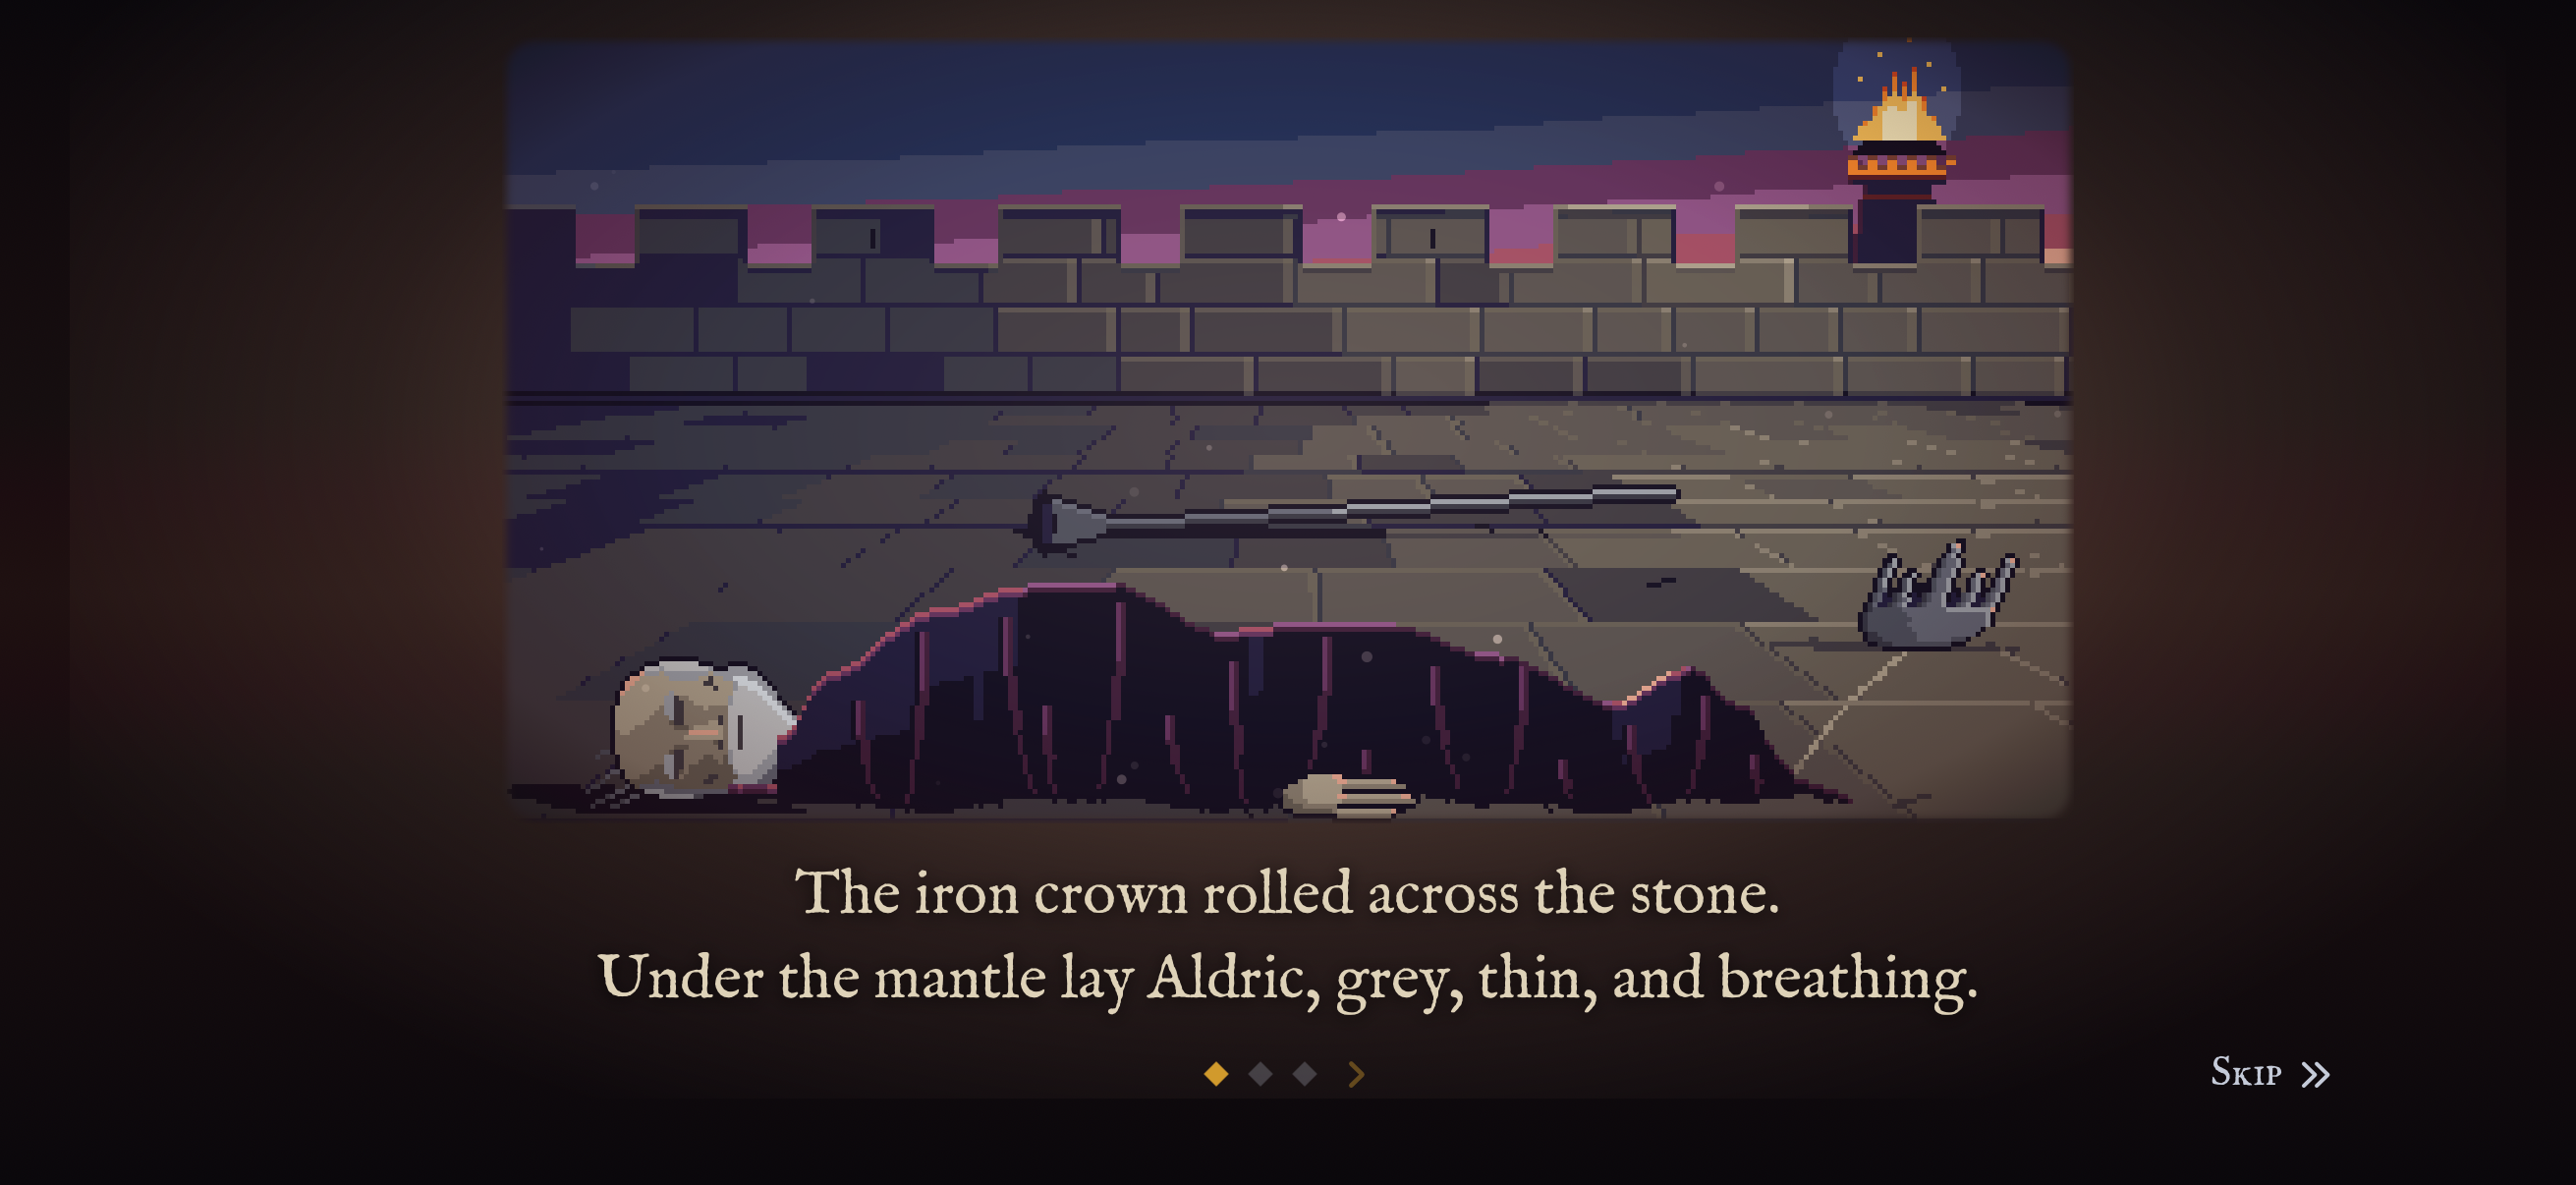 The iron crown rolled across the stone.
Under the mantle lay Aldric, grey, thin, and breathing.
Skip